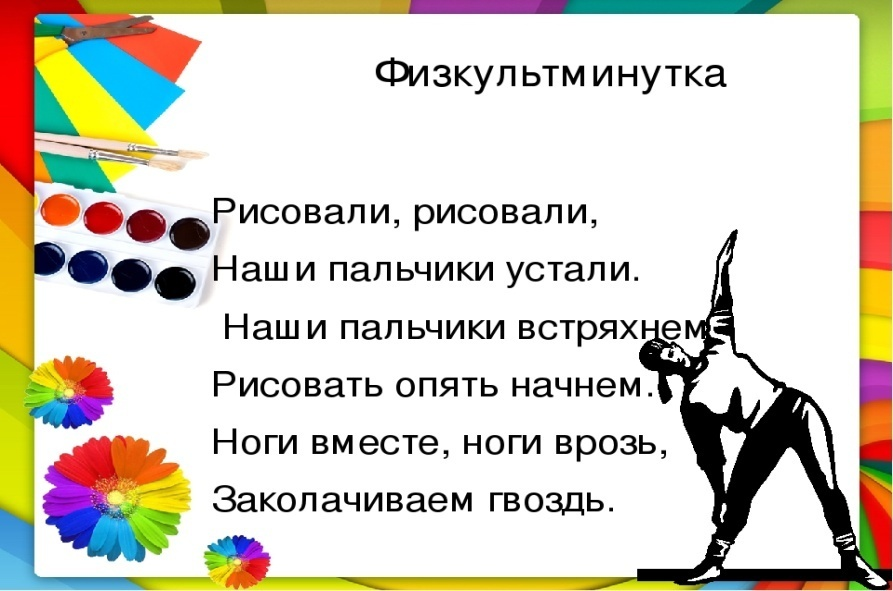 Физкультминутка
Рисовали, рисовали,
Наши пальчики устали.
Наши пальчики встряхнем
Рисовать опять начнем.
Ноги вместе, ноги врозь,
Заколачиваем гвоздь.